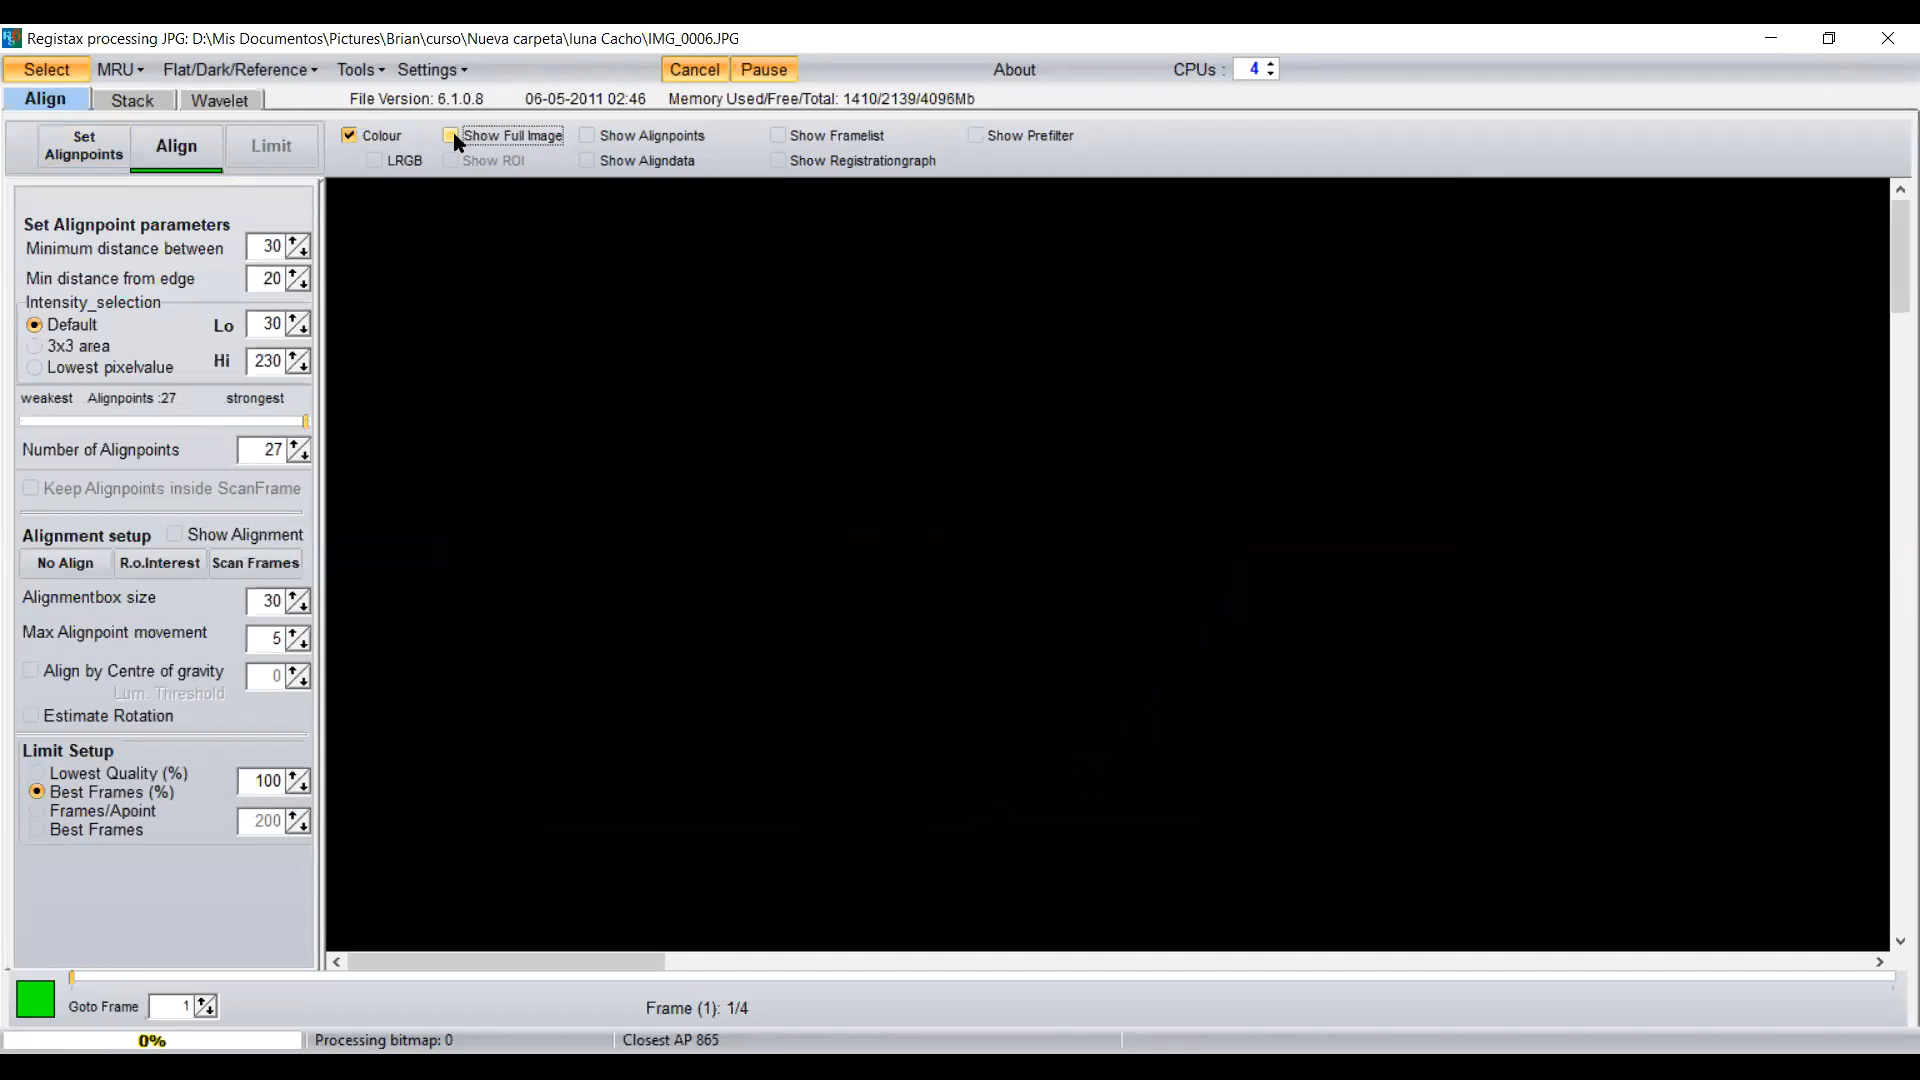 Registax processing JPG: D:\Mis Documentos\Pictures\Brian\curso\Nueva carpeta\luna Cacho\IMG_0006.JPG
Select MRU Flat/Dark/Reference Tools Settings Cancel Pause About CPUs : 4
Align Stack Wavelet File Version: 6.1.0.8 06-05-2011 02:46 Memory Used/Free/Total: 1410/2139/4096Mb
Set Alignpoints Align Limit
Colour Show Full Image Show Alignpoints Show Framelist Show Prefilter
LRGB Show ROI Show Aligndata Show Registrationgraph
Set Alignpoint parameters
Minimum distance between 30
Min distance from edge 20
Intensity_selection
Default Lo 30
3x3 area
Lowest pixelvalue Hi 230
weakest Alignpoints :27 strongest
Number of Alignpoints 27
Keep Alignpoints inside ScanFrame
Alignment setup Show Alignment
No Align R.o.Interest Scan Frames
Alignmentbox size 30
Max Alignpoint movement 5
Align by Centre of gravity 0
Lum. Threshold
Estimate Rotation
Limit Setup
Lowest Quality (%) 100
Best Frames (%)
Frames/Apoint 200
Best Frames
Goto Frame 1 Frame (1): 1/4
0% Processing bitmap: 0 Closest AP 865